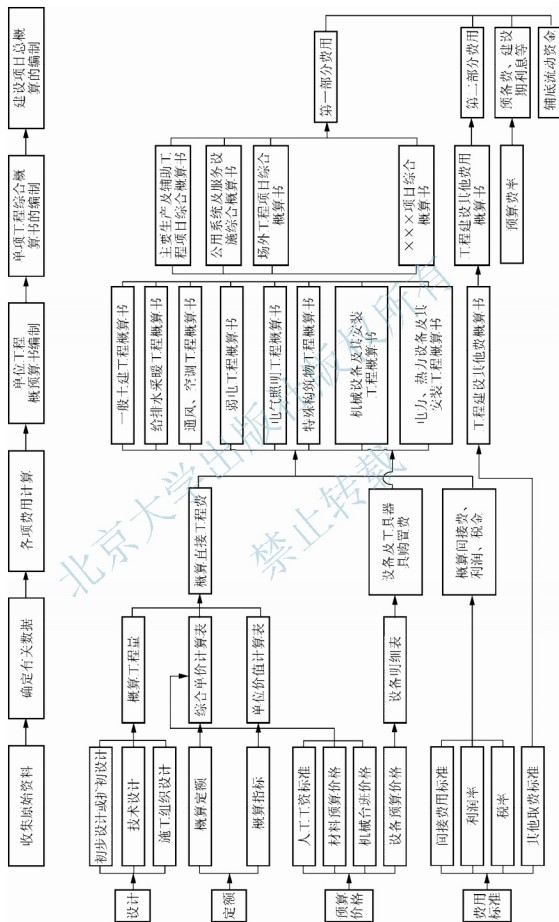 收集原始资料
确定有关数据
各项费用计算
单位工程
概预算书编制
单项工程综合概
算书的编制
建设项目总概
算的编制
设计
初步设计或扩初设计
技术设计
施工组织设计
概算工程量
定额
概算定额
概算指标
综合单价计算表
单位价值计算表
概算直接工程费
预算
价格
人工工资标准
材料预算价格
机械台班价格
设备预算价格
设备明细表
设备及工具器
具购置费
费用
标准
间接费用标准
利润率
税率
其他取费标准
概算间接费、
利润、税金
一般土建工程概算书
给排水采暖工程概算书
通风、空调工程概算书
弱电工程概算书
电气照明工程概算书
特殊构筑物工程概算书
机械设备及其安装
工程概算书
电力、热力设备及其
安装工程概算书
工程建设其他费概算书
主要生产及辅助工
程项目综合概算书
公用系统及服务设
施综合概算书
场外工程项目综合
概算书
×××项目综合
概算书
工程建设其他费用
概算书
预算费率
第一部分费用
第二部分费用
预备费、建设
期利息等
铺底流动资金
北京大学出版社版权所有
禁止转载